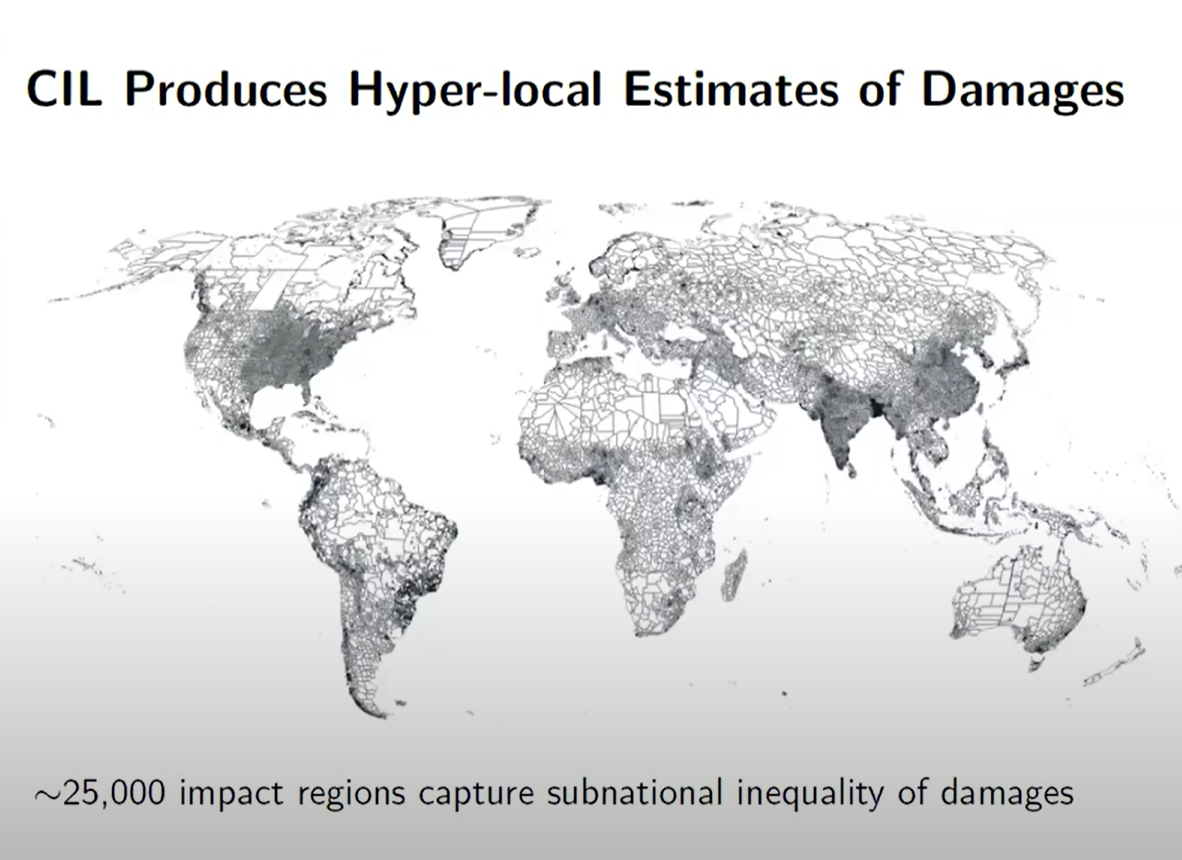 CIL Produces Hyper-local Estimates of Damages
~25,000 impact regions capture subnational inequality of damages